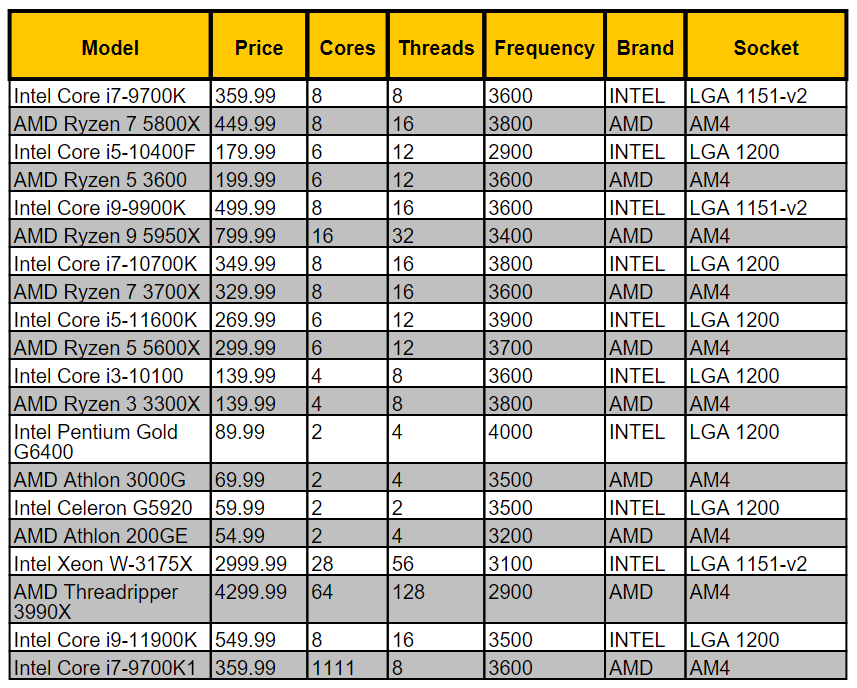 Model Price Cores Threads Frequency Brand Socket
Intel Core i7-9700K 359.99 8 8 3600 INTEL LGA 1151-v2
AMD Ryzen 7 5800X 449.99 8 16 3800 AMD AM4
Intel Core i5-10400F 179.99 6 12 2900 INTEL LGA 1200
AMD Ryzen 5 3600 199.99 6 12 3600 AMD AM4
Intel Core i9-9900K 499.99 8 16 3600 INTEL LGA 1151-v2
AMD Ryzen 9 5950X 799.99 16 32 3400 AMD AM4
Intel Core i7-10700K 349.99 8 16 3800 INTEL LGA 1200
AMD Ryzen 7 3700X 329.99 8 16 3600 AMD AM4
Intel Core i5-11600K 269.99 6 12 3900 INTEL LGA 1200
AMD Ryzen 5 5600X 299.99 6 12 3700 AMD AM4
Intel Core i3-10100 139.99 4 8 3600 INTEL LGA 1200
AMD Ryzen 3 3300X 139.99 4 8 3800 AMD AM4
Intel Pentium Gold 89.99 2 4 4000 INTEL LGA 1200
G6400
AMD Athlon 3000G 69.99 2 4 3500 AMD AM4
Intel Celeron G5920 59.99 2 2 3500 INTEL LGA 1200
AMD Athlon 200GE 54.99 2 4 3200 AMD AM4
Intel Xeon W-3175X 2999.99 28 56 3100 INTEL LGA 1151-v2
AMD Threadripper 4299.99 64 128 2900 AMD AM4
3990X
Intel Core i9-11900K 549.99 8 16 3500 INTEL LGA 1200
Intel Core i7-9700K1 359.99 1111 8 3600 AMD AM4